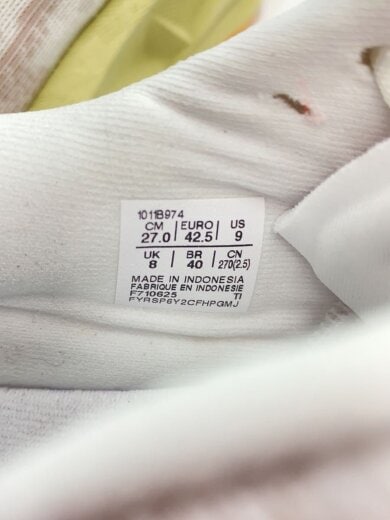 1011B974
CM EURO US
27.0 42.5 9
UK BR CN
8 40 270(2.5)
MADE IN INDONESIA
FABRIQUE EN INDONESIE
F710625 TI
FYRSP6Y2CFHPGMJ